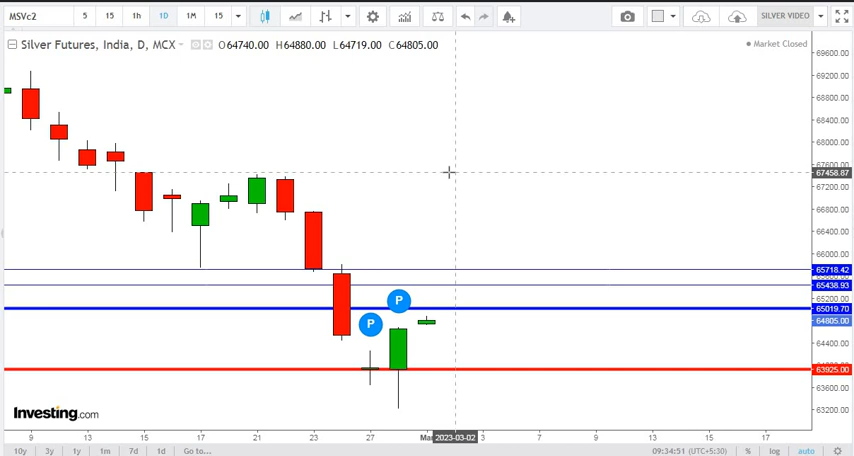 MSVc2 5 15 1h 1D 1M 15 SILVER VIDEO
Silver Futures, India, D, MCX O64740.00 H64880.00 L64719.00 C64805.00
Market Closed
69600.00
69200.00
68800.00
68400.00
68000.00
67600.00
67458.87
67200.00
66800.00
66400.00
66000.00
65718.42
65438.93
65200.00
65019.70
64805.00
64400.00
63925.00
63600.00
63200.00
P
P
Investing.com
9 13 15 17 21 23 27 Mar 2023-03-02 3 7 9 13 15 17
10y 3y 1y 1m 7d 1d Go to... 09:34:51 (UTC+5:30) % log auto